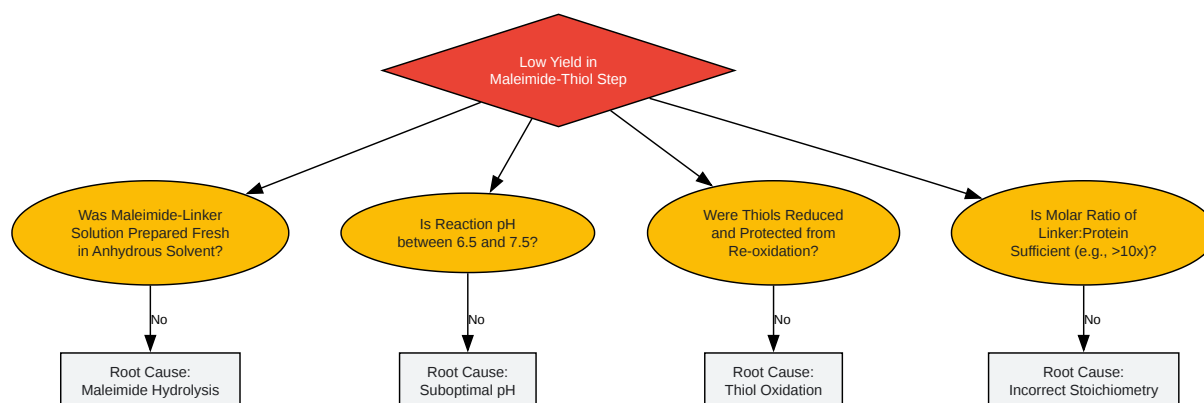 Low Yield in
Maleimide-Thiol Step
Was Maleimide-Linker
Solution Prepared Fresh
in Anhydrous Solvent?
Is Reaction pH
between 6.5 and 7.5?
Were Thiols Reduced
and Protected from
Re-oxidation?
Is Molar Ratio of
Linker:Protein
Sufficient (e.g., >10x)?
No
No
No
No
Root Cause:
Maleimide Hydrolysis
Root Cause:
Suboptimal pH
Root Cause:
Thiol Oxidation
Root Cause:
Incorrect Stoichiometry